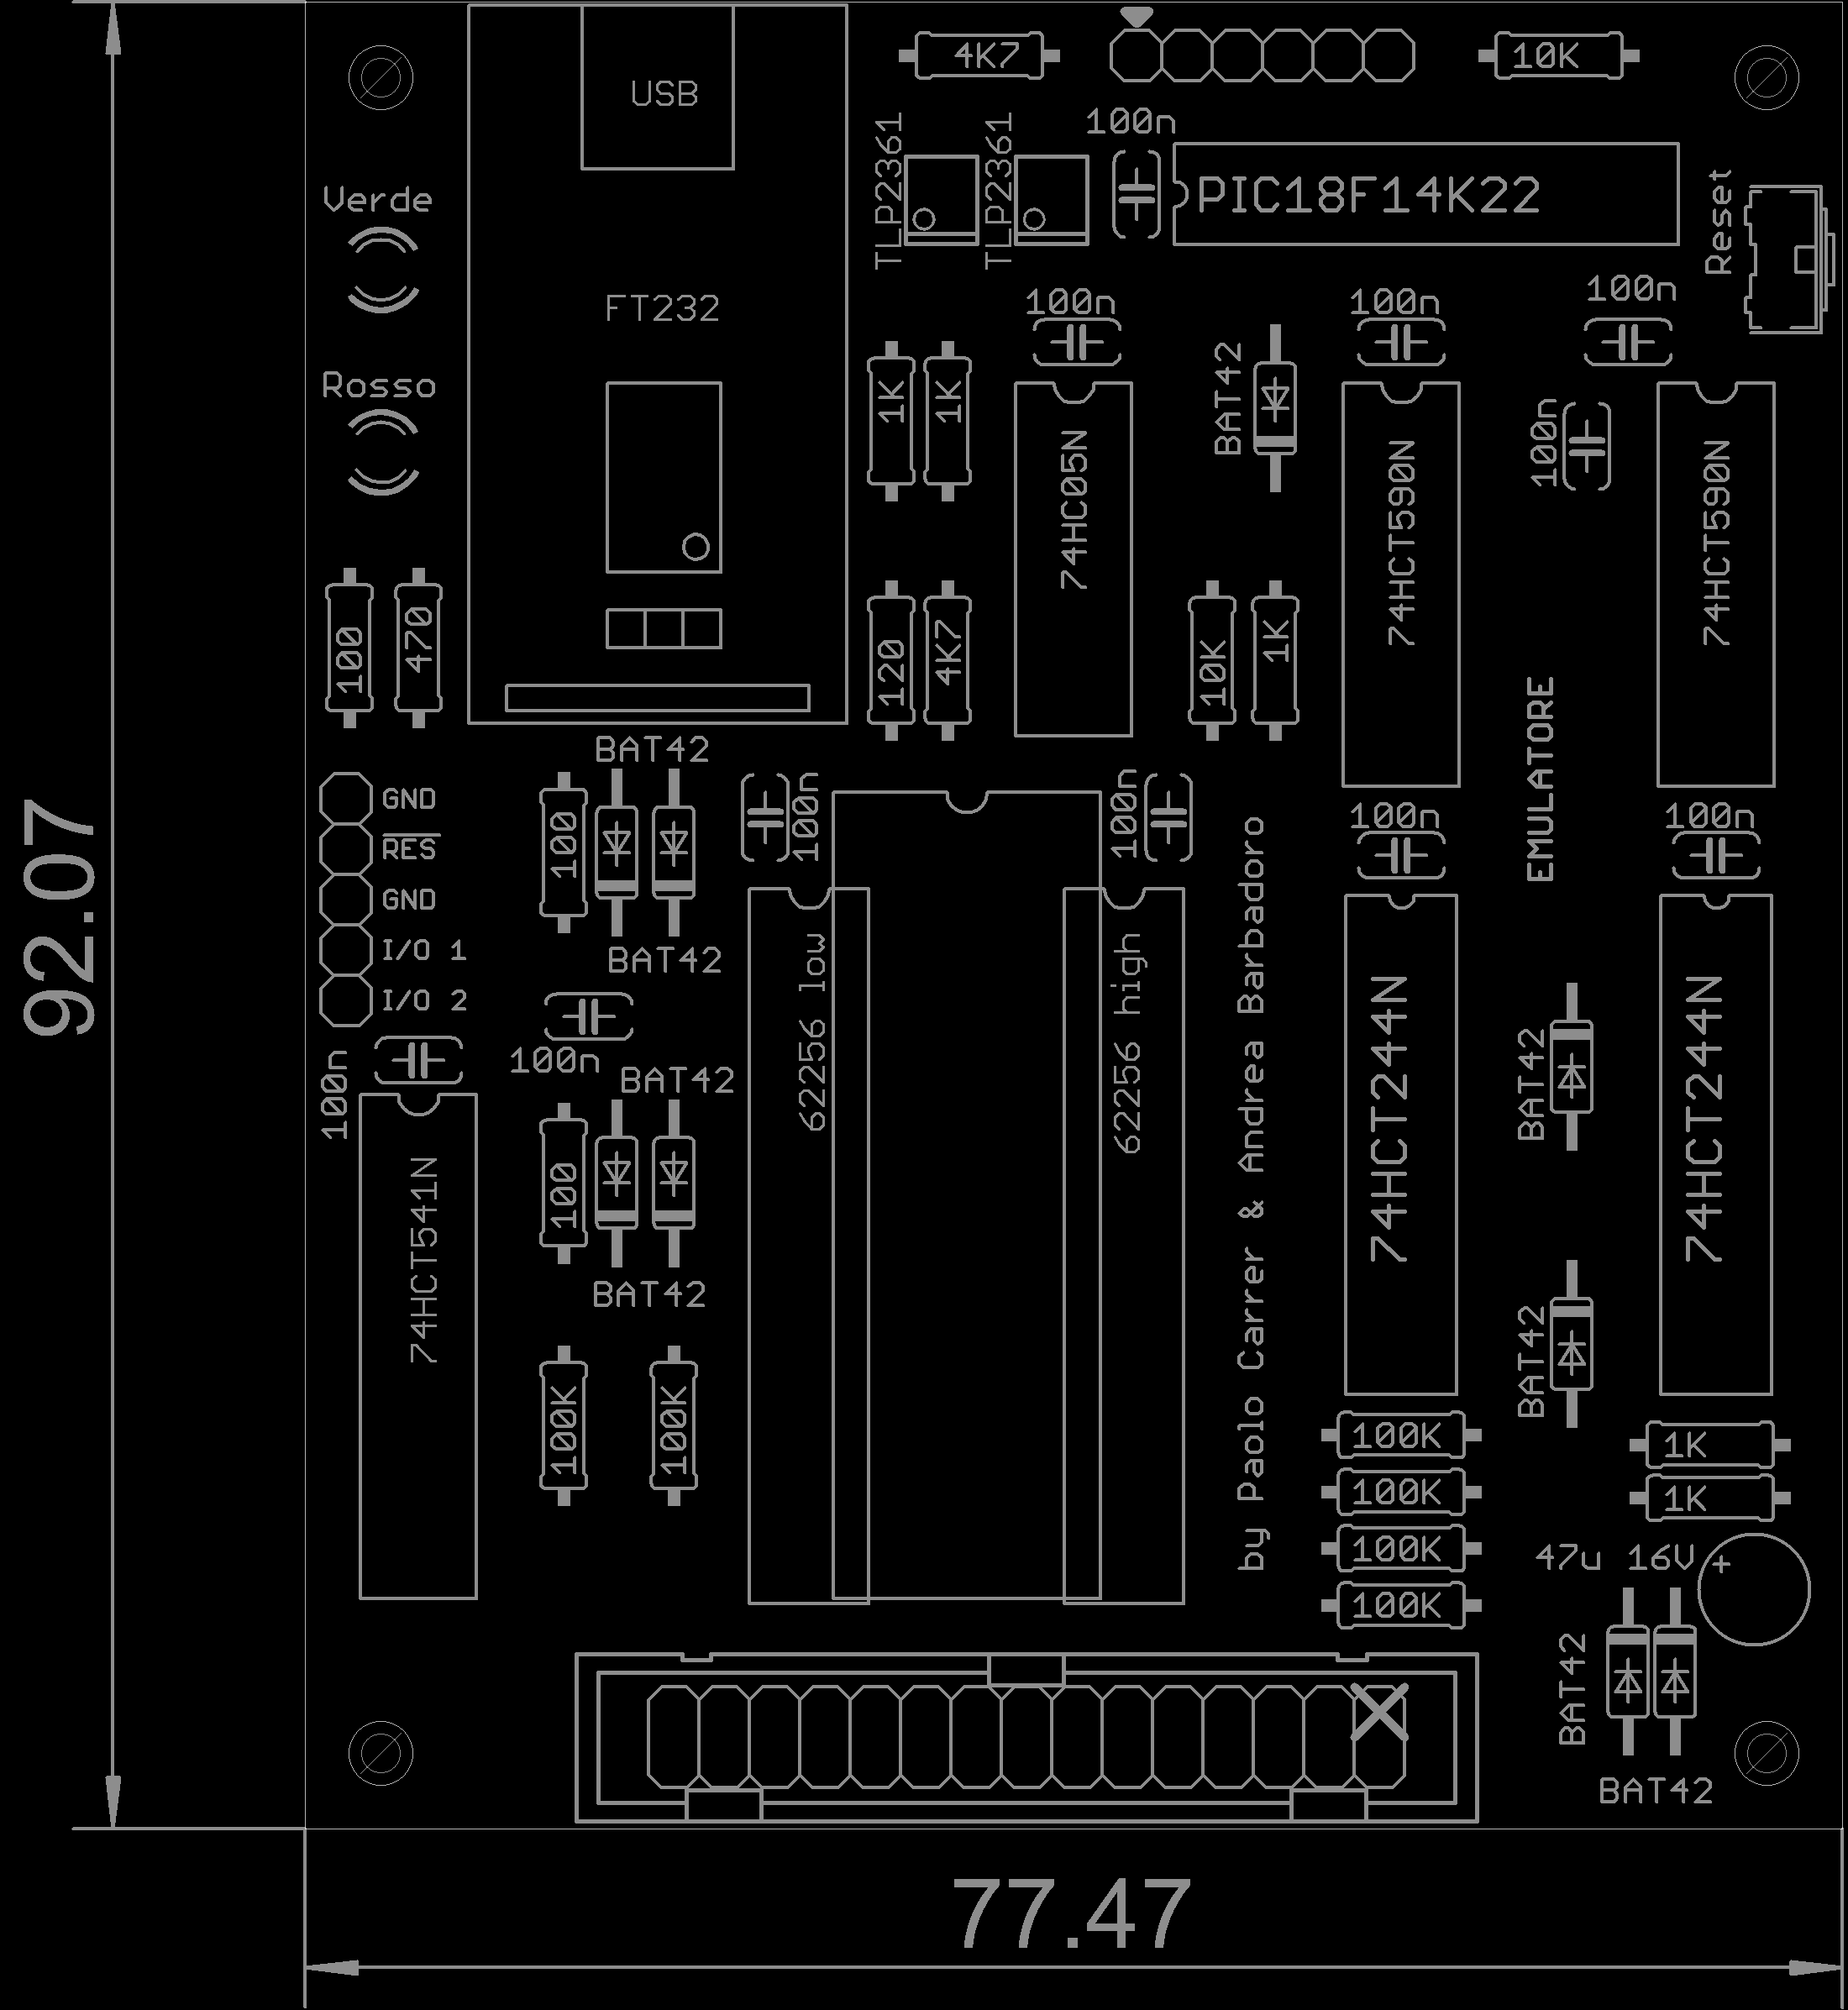 4K7
10K
USB
100n
TLP2361
TLP2361
PIC18F14K22
Verde
Reset
FT232
100n
100n
100n
Rosso
1K
1K
BAT42
100n
74HC05N
74HCT590N
74HCT590N
100
470
120
4K7
10K
1K
EMULATORE
BAT42
GND
RES
GND
I/O 1
I/O 2
100
100n
100n
100n
100n
BAT42
62256 low
62256 high
by Paolo Carrer & Andrea Barbadoro
74HCT244N
74HCT244N
100n
100n
BAT42
BAT42
100
74HCT541N
BAT42
BAT42
100K
100K
100K
100K
100K
100K
1K
1K
47u 16V +
BAT42
BAT42
92.07
77.47